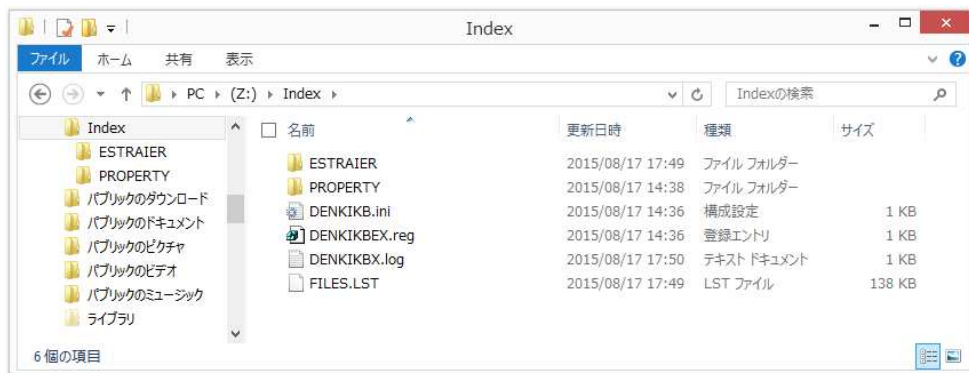 Index
ファイル ホーム 共有 表示
PC (Z:) Index Indexの検索
Index
ESTRAIER
PROPERTY
パブリックのダウンロード
パブリックのドキュメント
パブリックのピクチャ
パブリックのビデオ
パブリックのミュージック
ライブラリ
名前 更新日時 種類 サイズ
ESTRAIER 2015/08/17 17:49 ファイル フォルダー
PROPERTY 2015/08/17 14:38 ファイル フォルダー
DENKIKB.ini 2015/08/17 14:36 構成設定 1 KB
DENKIKBEX.reg 2015/08/17 14:36 登録エントリ 1 KB
DENKIKBX.log 2015/08/17 17:50 テキスト ドキュメント 1 KB
FILES.LST 2015/08/17 17:49 LST ファイル 138 KB
6 個の項目